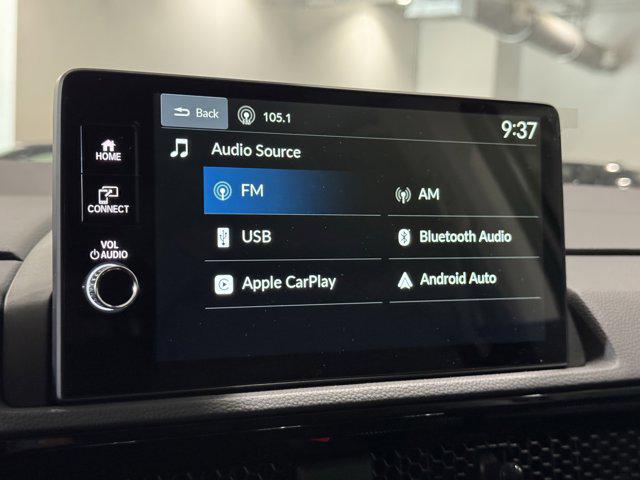 Back 105.1 9:37
HOME
Audio Source
FM AM
CONNECT
USB Bluetooth Audio
VOL
AUDIO
Apple CarPlay Android Auto